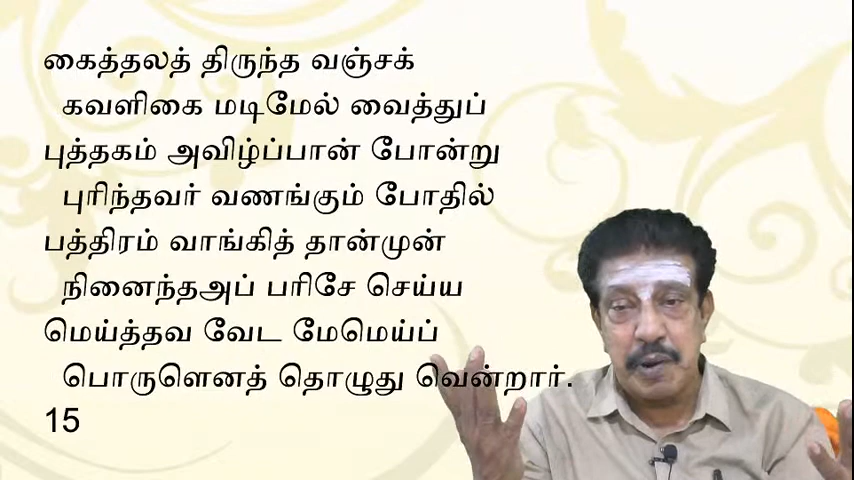 கைத்தலத் திருந்த வஞ்சக்
கவளிகை மடிமேல் வைத்துப்
புத்தகம் அவிழ்ப்பான் போன்று
புரிந்தவர் வணங்கும் போதில்
பத்திரம் வாங்கித் தான்முன்
நினைந்தஅப் பரிசே செய்ய
மெய்த்தவ வேட மேமெய்ப்
பொருளெனத் தொழுது வென்றார்.
15